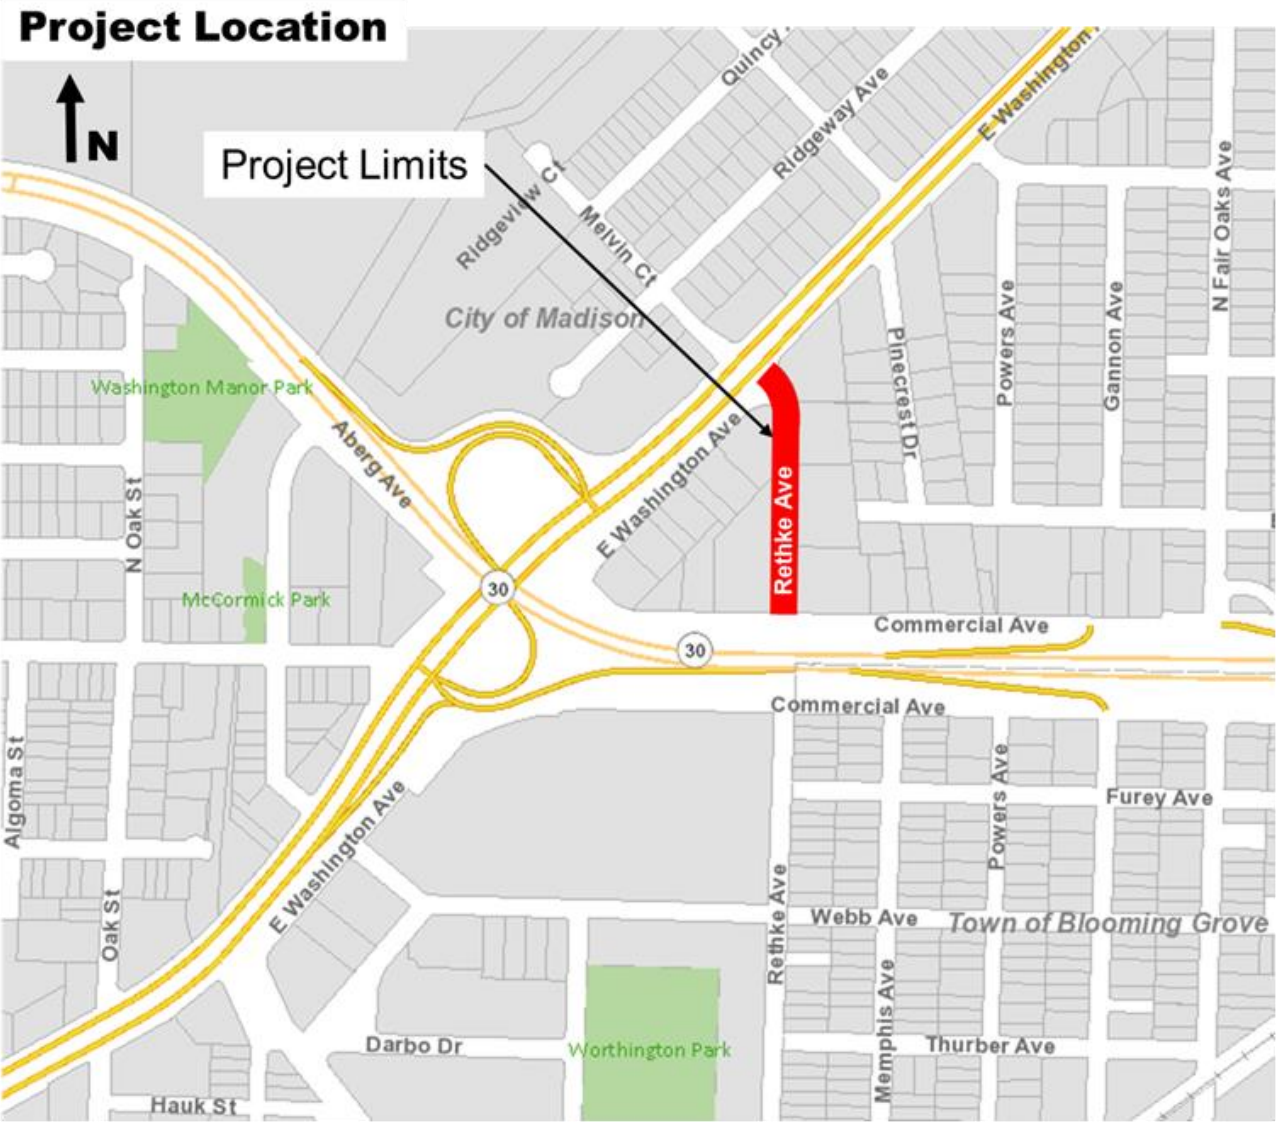 Project Location
N
Project Limits
Quincy
Ridgeway Ave
E Washington
Ridgeview Ct
Melvin Ct
N Fair Oaks Ave
City of Madison
Powers Ave
Gannon Ave
Pinecrest Dr
Washington Manor Park
Aberg Ave
E Washington Ave
Rethke Ave
N Oak St
30
McCormick Park
Commercial Ave
30
Commercial Ave
Algoma St
Powers Ave
Furey Ave
E Washington Ave
Oak St
Rethke Ave
Webb Ave
Town of Blooming Grove
Memphis Ave
Darbo Dr
Worthington Park
Thurber Ave
Hauk St